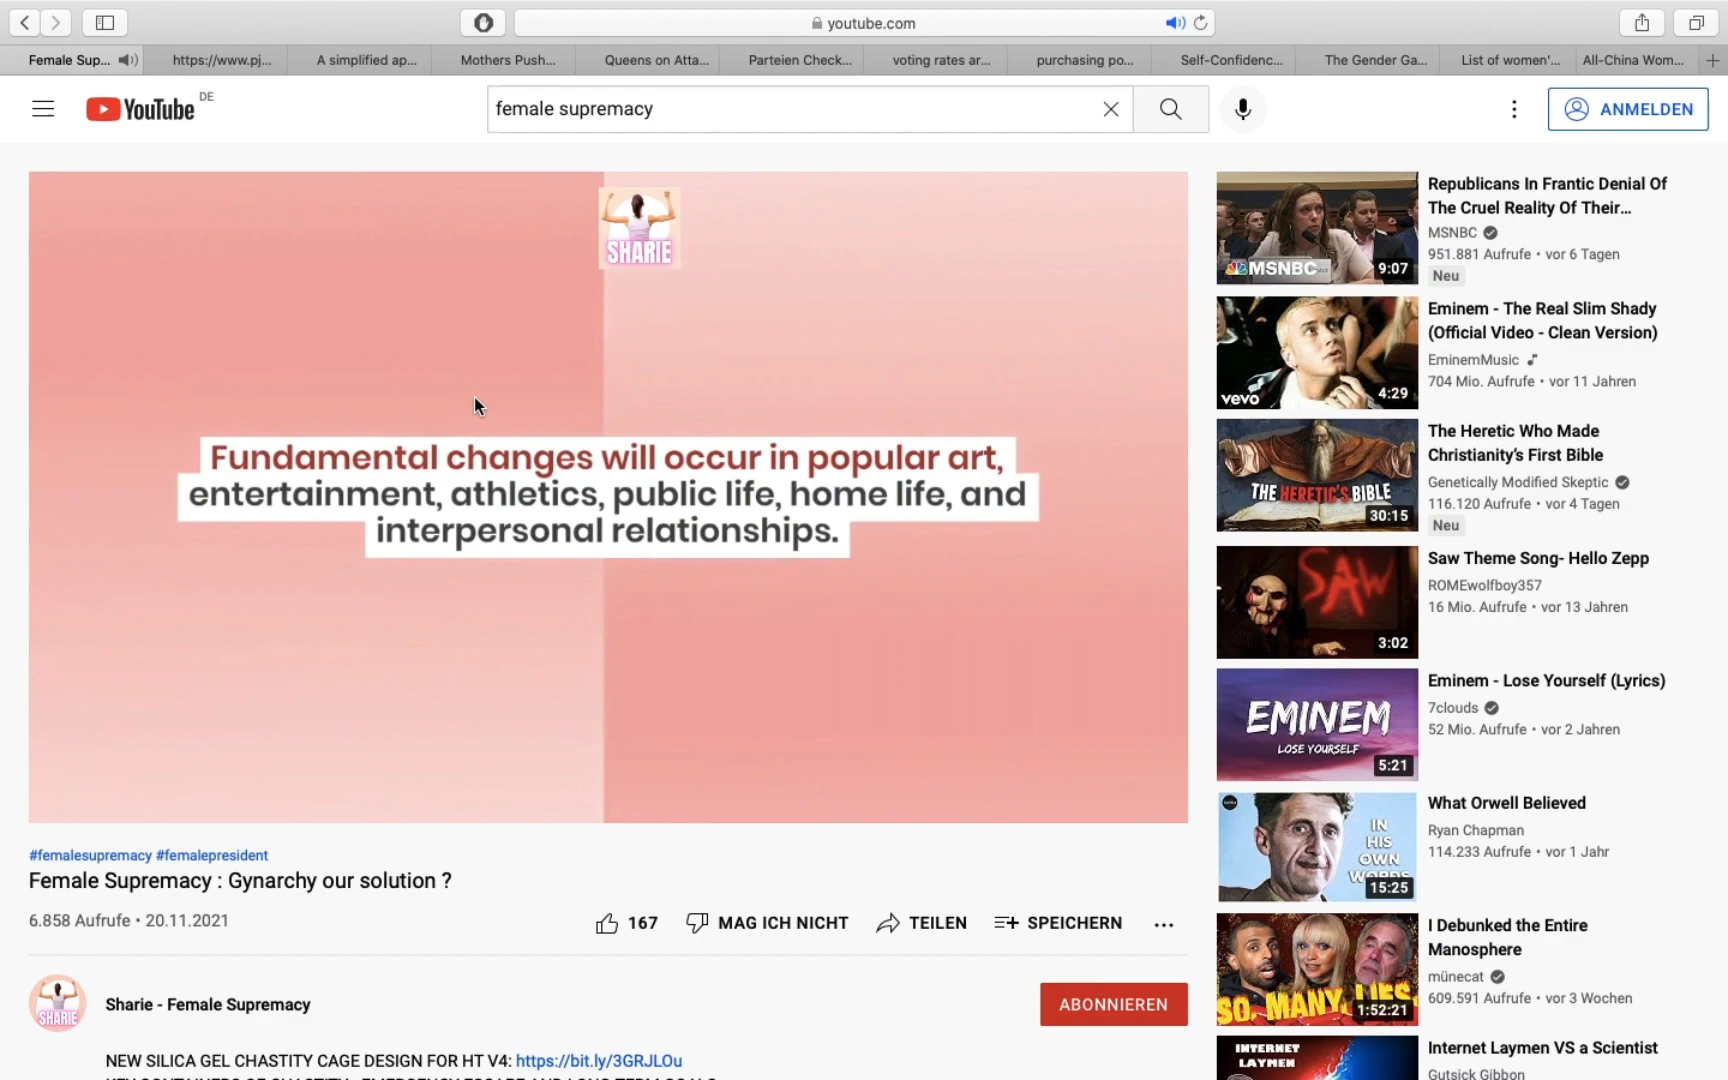 youtube.com
Female Sup...
https://www.pj...
A simplified ap...
Mothers Push...
Queens on Atta...
Parteien Check...
voting rates ar...
purchasing po...
Self-Confidenc...
The Gender Ga...
List of women'...
All-China Wom...
YouTube DE
female supremacy
ANMELDEN
SHARIE
Fundamental changes will occur in popular art,
entertainment, athletics, public life, home life, and
interpersonal relationships.
#femalesupremacy #femalepresident
Female Supremacy : Gynarchy our solution ?
6.858 Aufrufe • 20.11.2021
167 MAG ICH NICHT TEILEN SPEICHERN
SHARIE
Sharie - Female Supremacy
ABONNIEREN
NEW SILICA GEL CHASTITY CAGE DESIGN FOR HT V4: https://bit.ly/3GRJLOu
MSNBC
9:07
Republicans In Frantic Denial Of
The Cruel Reality Of Their...
MSNBC
951.881 Aufrufe • vor 6 Tagen
Neu
vevo
4:29
Eminem - The Real Slim Shady
(Official Video - Clean Version)
EminemMusic
704 Mio. Aufrufe • vor 11 Jahren
THE HERETIC'S BIBLE
30:15
The Heretic Who Made
Christianity's First Bible
Genetically Modified Skeptic
116.120 Aufrufe • vor 4 Tagen
Neu
SAW
3:02
Saw Theme Song- Hello Zepp
ROMEwolfboy357
16 Mio. Aufrufe • vor 13 Jahren
EMINEM
LOSE YOURSELF
5:21
Eminem - Lose Yourself (Lyrics)
7clouds
52 Mio. Aufrufe • vor 2 Jahren
IN
HIS
OWN
WORDS
15:25
What Orwell Believed
Ryan Chapman
114.233 Aufrufe • vor 1 Jahr
SO, MANY, LIES.
1:52:21
I Debunked the Entire
Manosphere
münecat
609.591 Aufrufe • vor 3 Wochen
INTERNET
LAYMEN
Internet Laymen VS a Scientist
Gutsick Gibbon